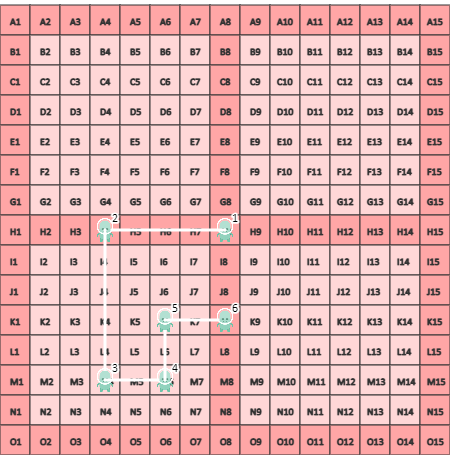 A1 A2 A3 A4 A5 A6 A7 A8 A9 A10 A11 A12 A13 A14 A15
B1 B2 B3 B4 B5 B6 B7 B8 B9 B10 B11 B12 B13 B14 B15
C1 C2 C3 C4 C5 C6 C7 C8 C9 C10 C11 C12 C13 C14 C15
D1 D2 D3 D4 D5 D6 D7 D8 D9 D10 D11 D12 D13 D14 D15
E1 E2 E3 E4 E5 E6 E7 E8 E9 E10 E11 E12 E13 E14 E15
F1 F2 F3 F4 F5 F6 F7 F8 F9 F10 F11 F12 F13 F14 F15
G1 G2 G3 G4 G5 G6 G7 G8 G9 G10 G11 G12 G13 G14 G15
2 1
H1 H2 H3 H5 H6 H7 H9 H10 H11 H12 H13 H14 H15
I1 I2 I3 I4 I5 I6 I7 I8 I9 I10 I11 I12 I13 I14 I15
J1 J2 J3 J4 J5 J6 J7 J8 J9 J10 J11 J12 J13 J14 J15
5 6
K1 K2 K3 K4 K5 K7 K9 K10 K11 K12 K13 K14 K15
L1 L2 L3 L4 L5 L6 L7 L8 L9 L10 L11 L12 L13 L14 L15
3 4
M1 M2 M3 M5 M7 M8 M9 M10 M11 M12 M13 M14 M15
N1 N2 N3 N4 N5 N6 N7 N8 N9 N10 N11 N12 N13 N14 N15
O1 O2 O3 O4 O5 O6 O7 O8 O9 O10 O11 O12 O13 O14 O15